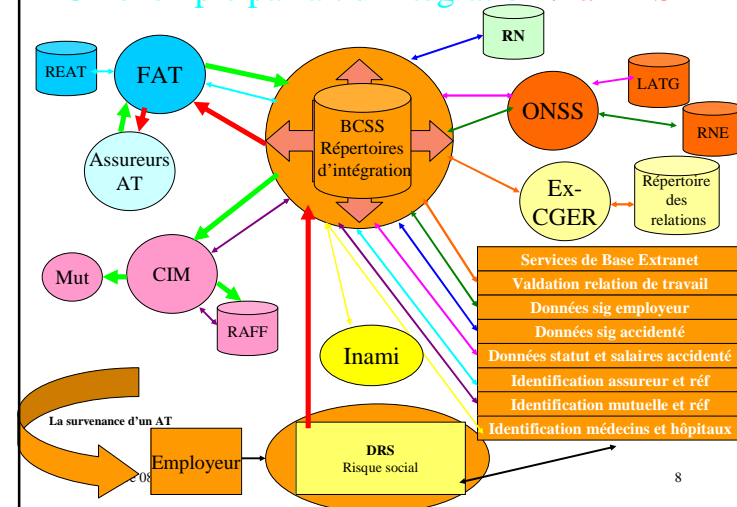 RN
REAT
FAT
LATG
ONSS
BCSS
Répertoires
d'intégration
RNE
Assureurs
AT
Ex-
CGER
Répertoire
des
relations
Mut
CIM
RAFF
Inami
Services de Base Extranet
Valdation relation de travail
Données sig employeur
Données sig accidenté
Données statut et salaires accidenté
Identification assureur et réf
Identification mutuelle et réf
Identification médecins et hôpitaux
La survenance d'un AT
Employeur
DRS
Risque social
8